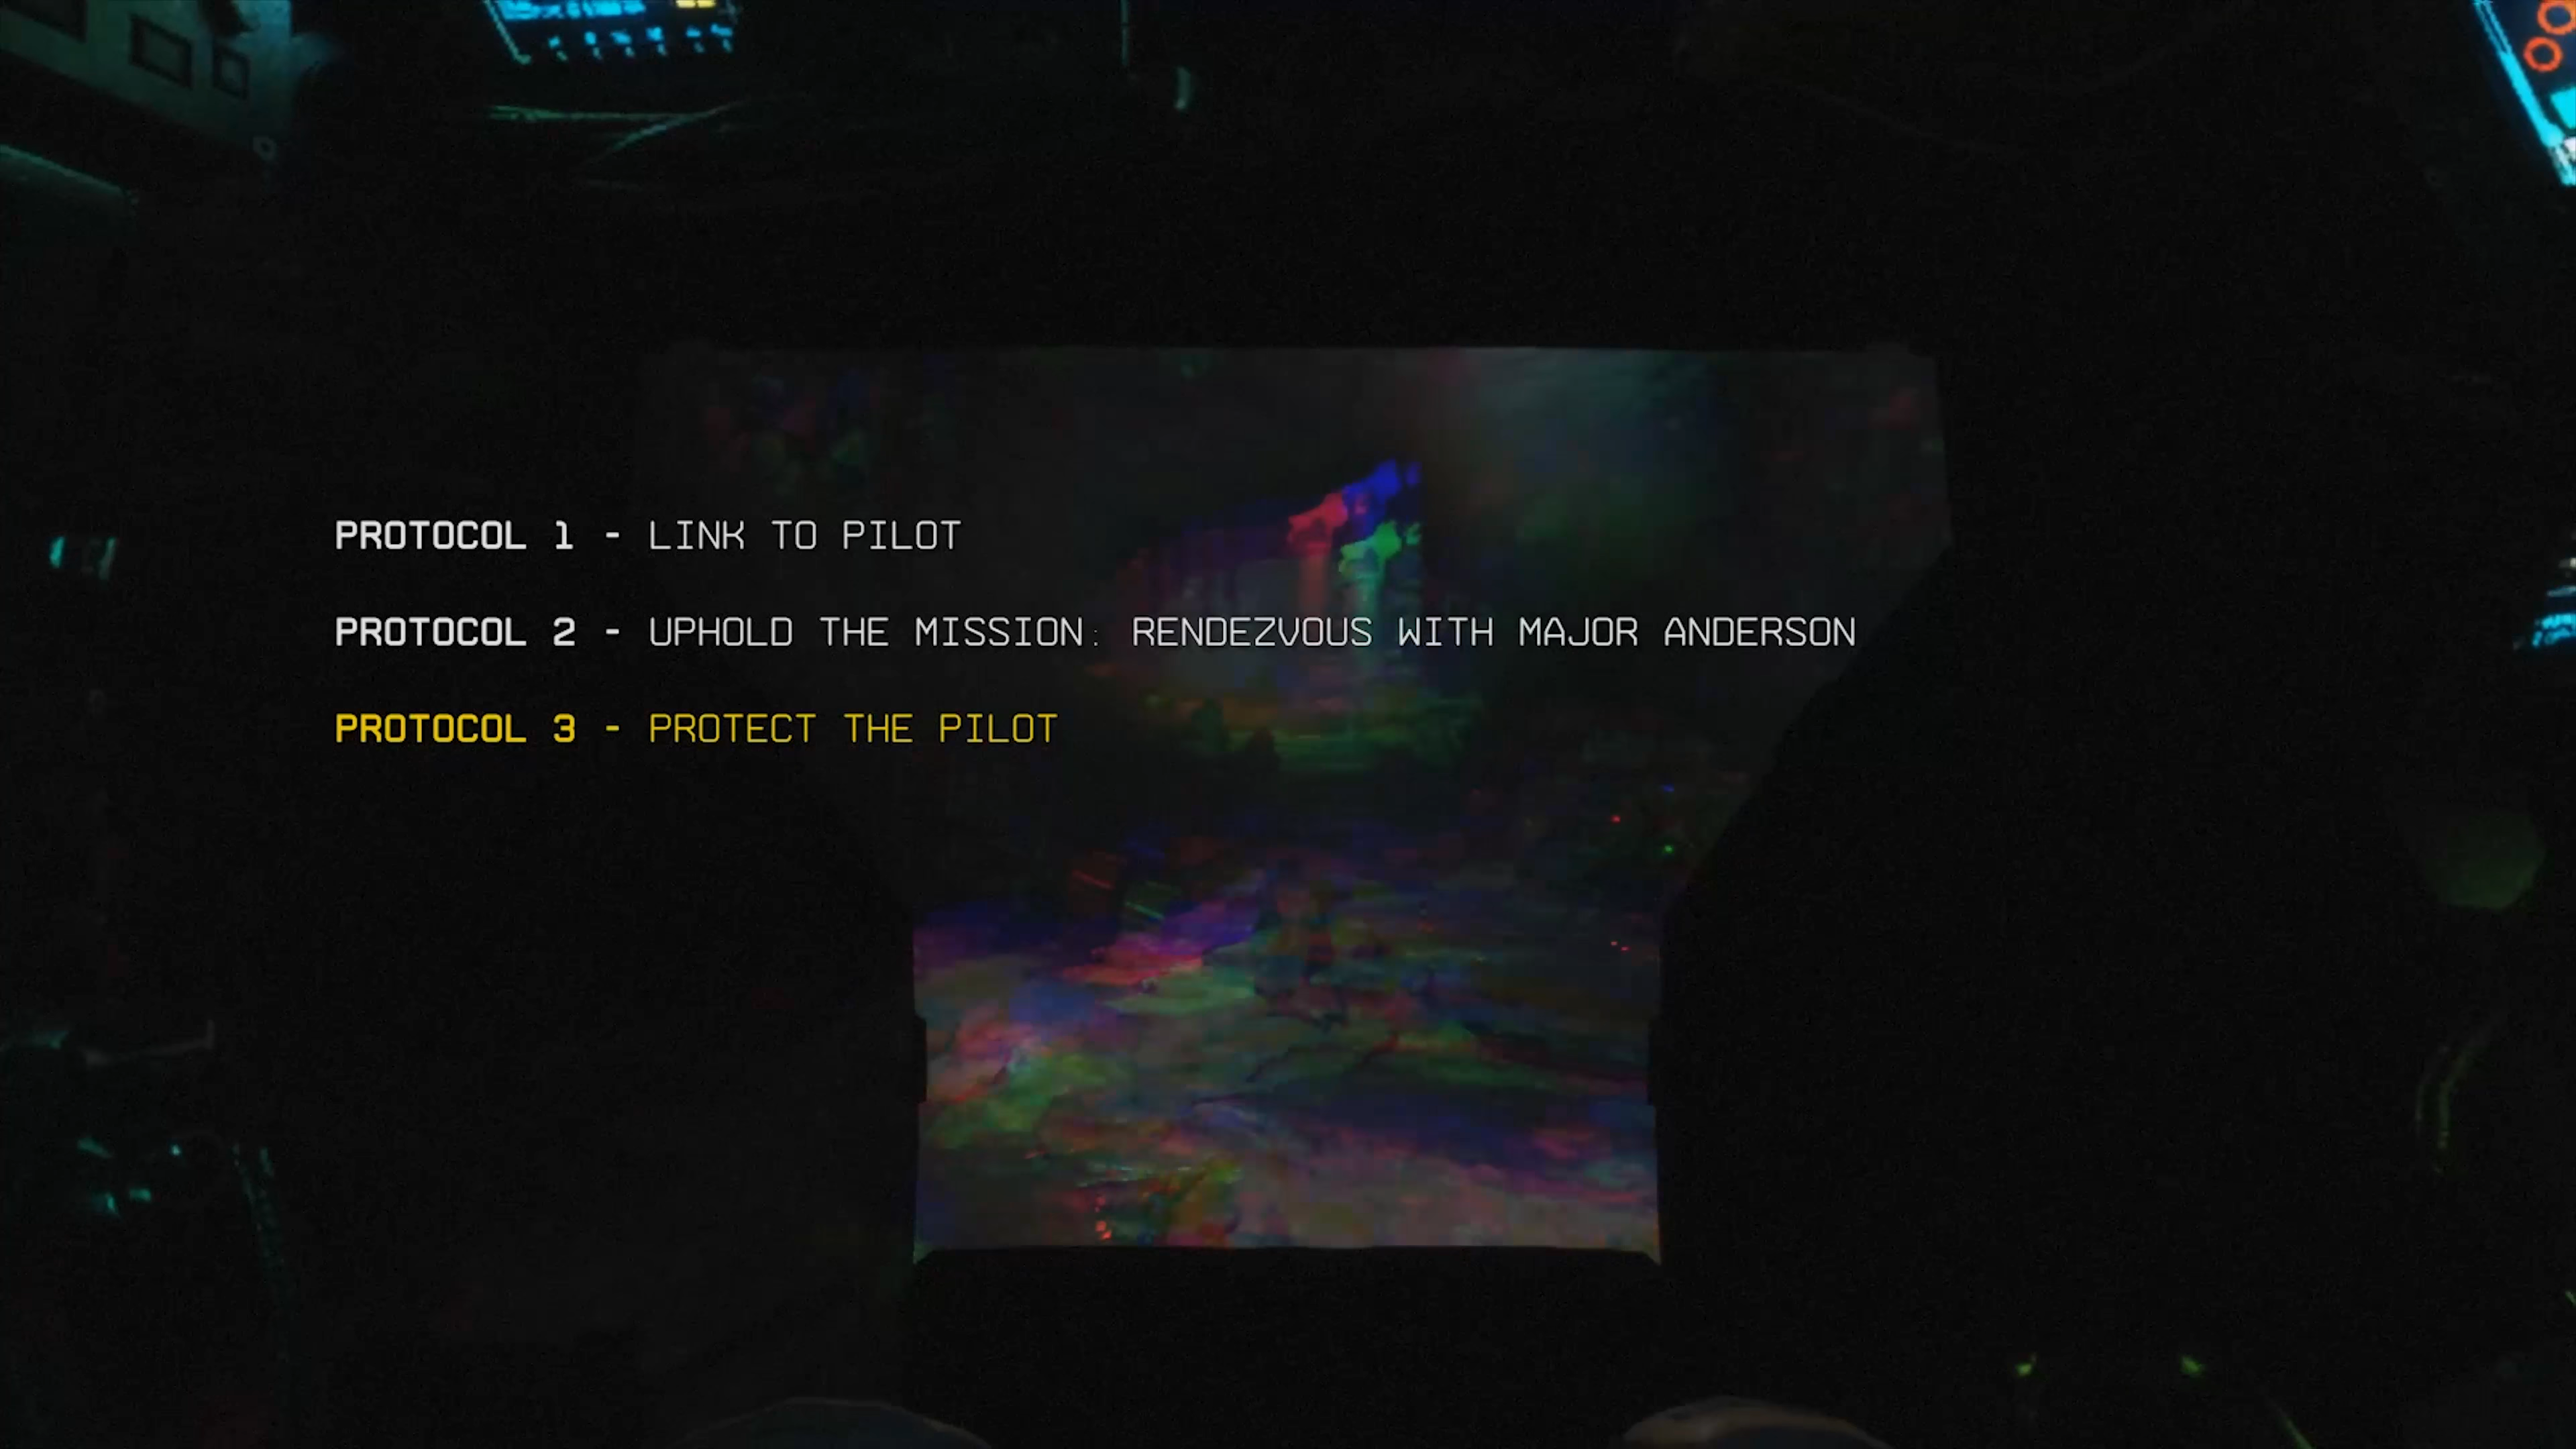 PROTOCOL 1 - LINK TO PILOT
PROTOCOL 2 - UPHOLD THE MISSION: RENDEZVOUS WITH MAJOR ANDERSON
PROTOCOL 3 - PROTECT THE PILOT